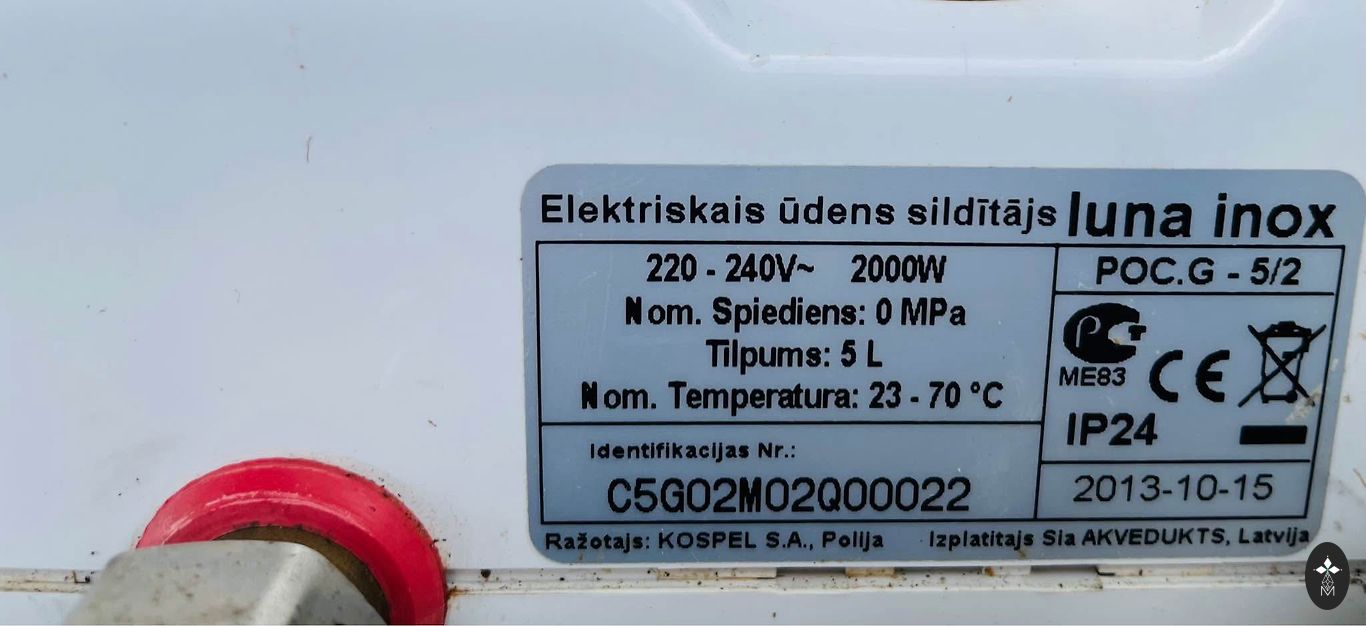 Elektriskais ūdens sildītājs luna inox
220 - 240V~ 2000W
Nom. Spiediens: 0 MPa
Tilpums: 5 L
Nom. Temperatura: 23 - 70 °C
Identifikacijas Nr.:
C5G02M02Q00022
POC.G - 5/2
ME83
CE
IP24
2013-10-15
Ražotajs: KOSPEL S.A., Polija Izplatitajs Sia AKVEDUKTS, Latvija